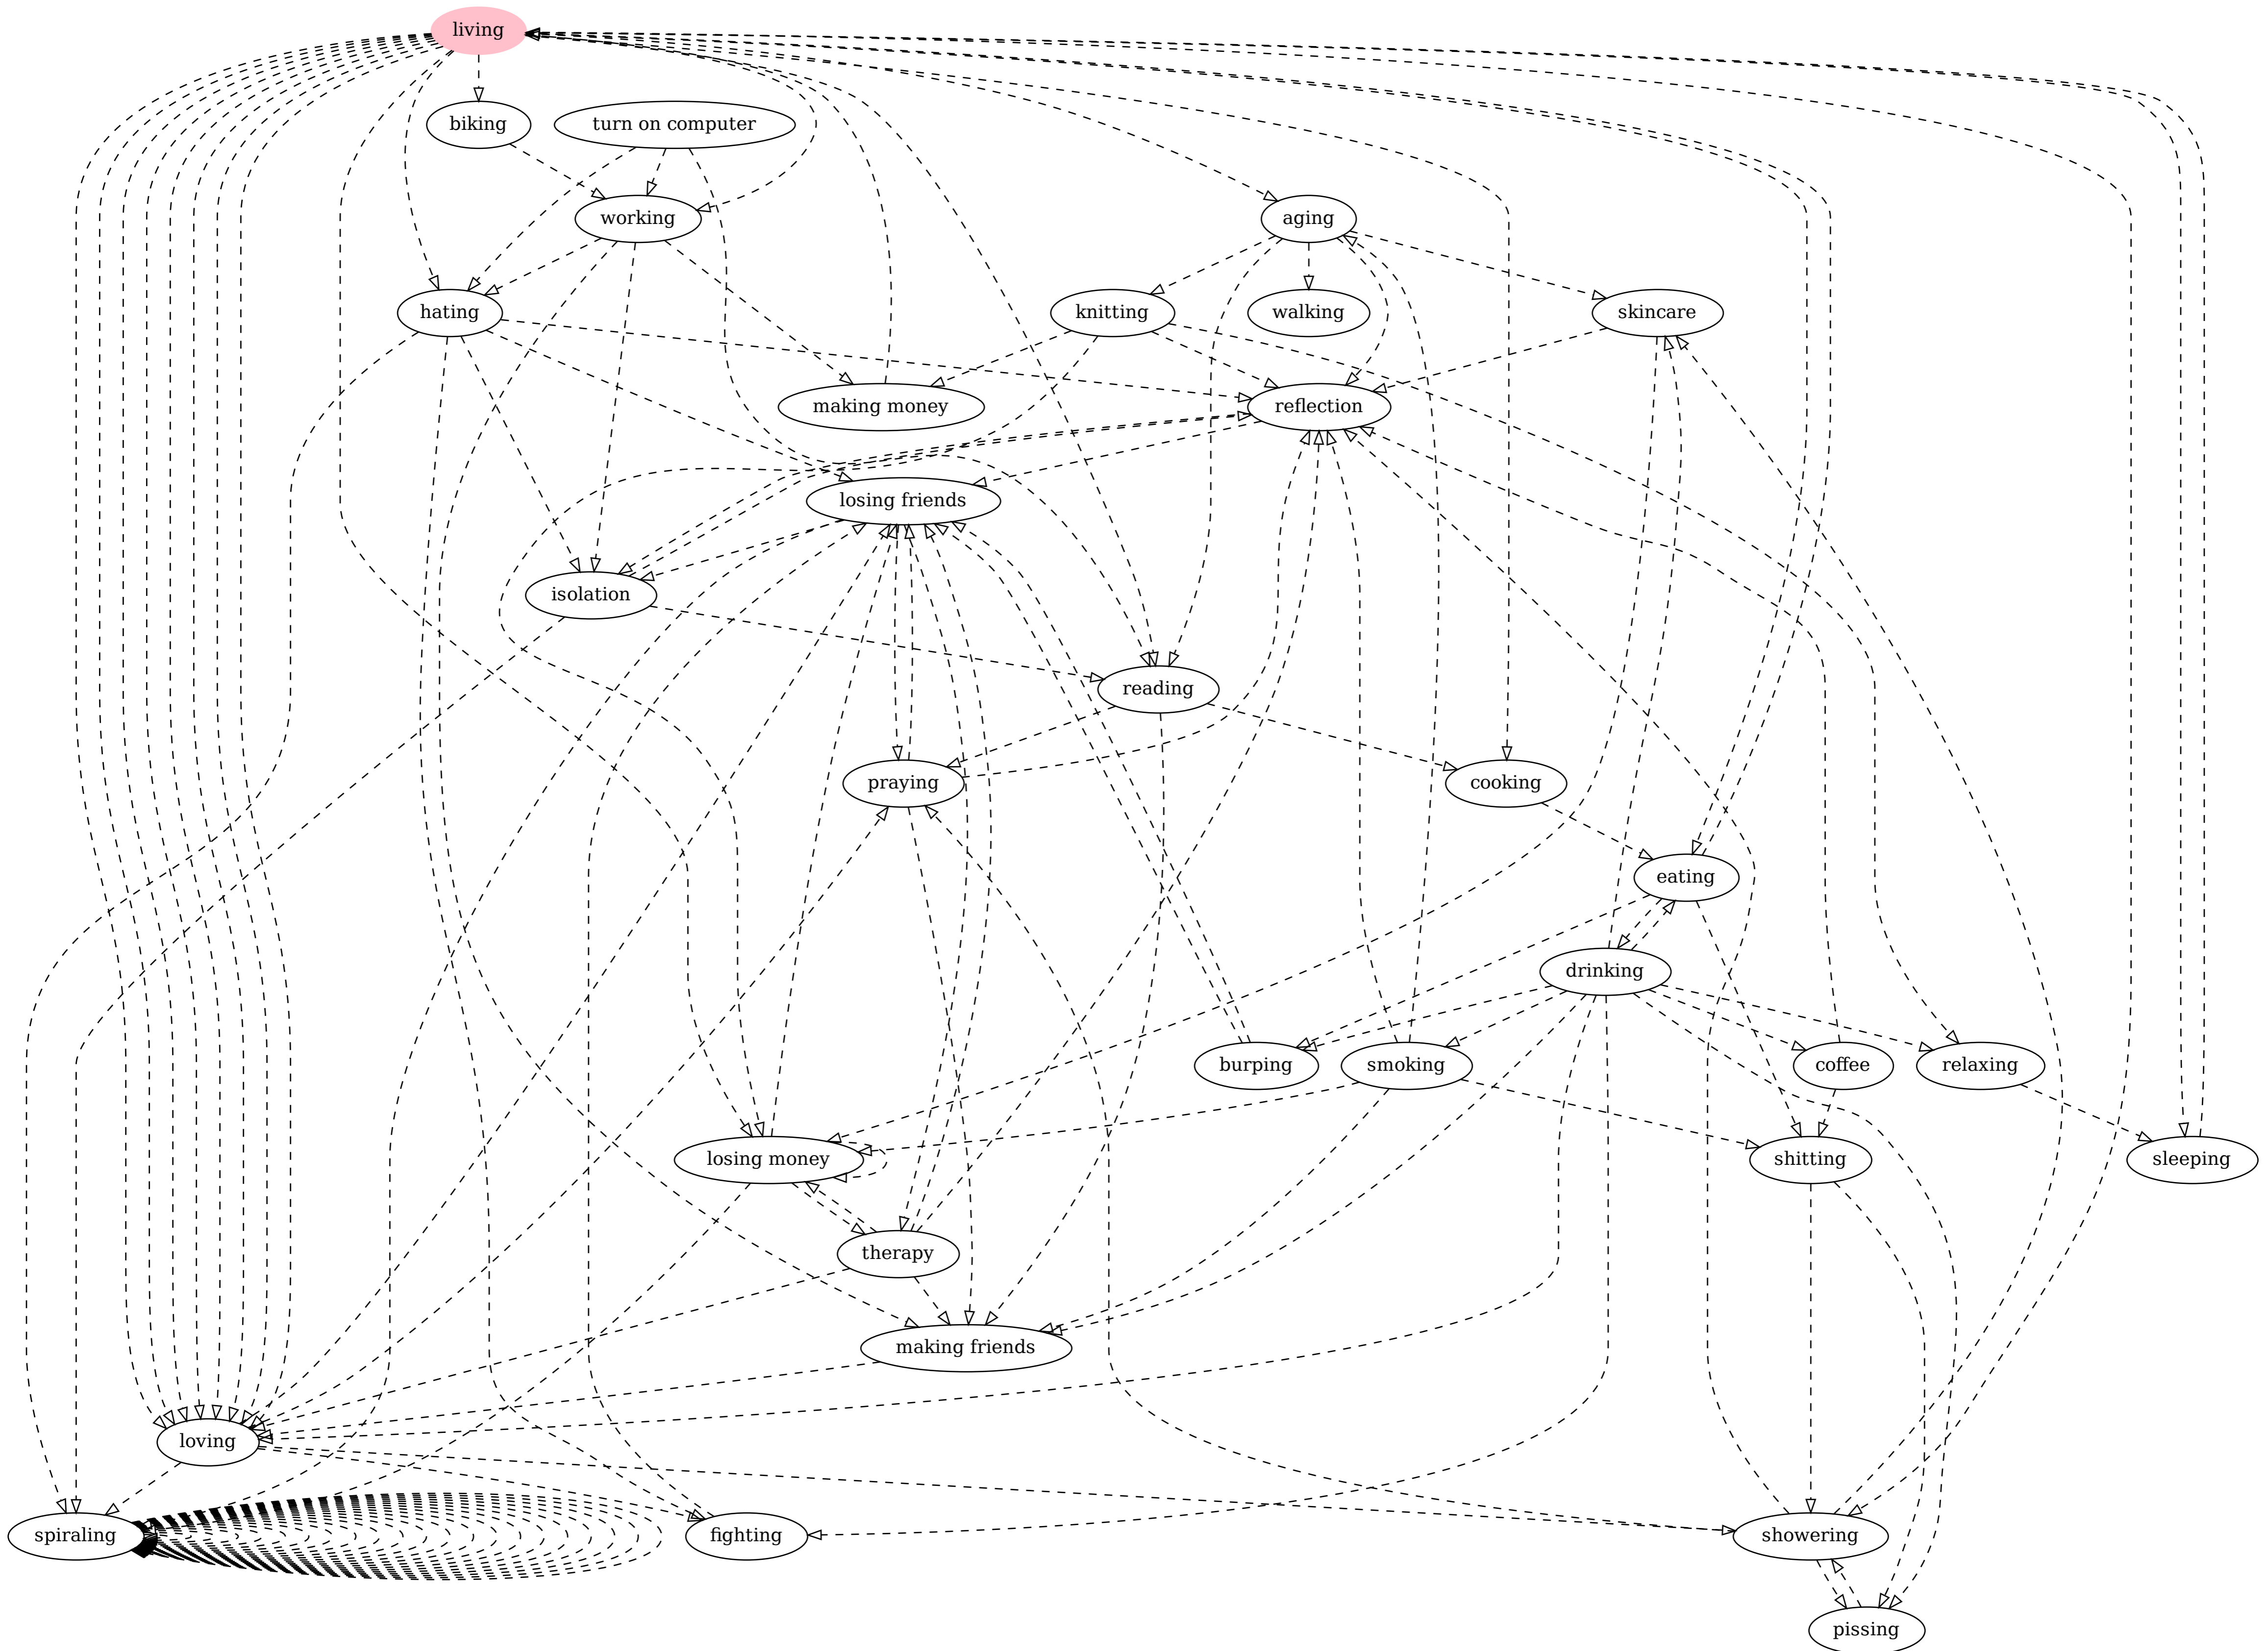 living
biking
turn on computer
working
aging
hating
knitting
walking
skincare
making money
reflection
losing friends
isolation
reading
praying
cooking
eating
drinking
burping
smoking
coffee
relaxing
losing money
shitting
sleeping
therapy
making friends
loving
spiraling
fighting
showering
pissing